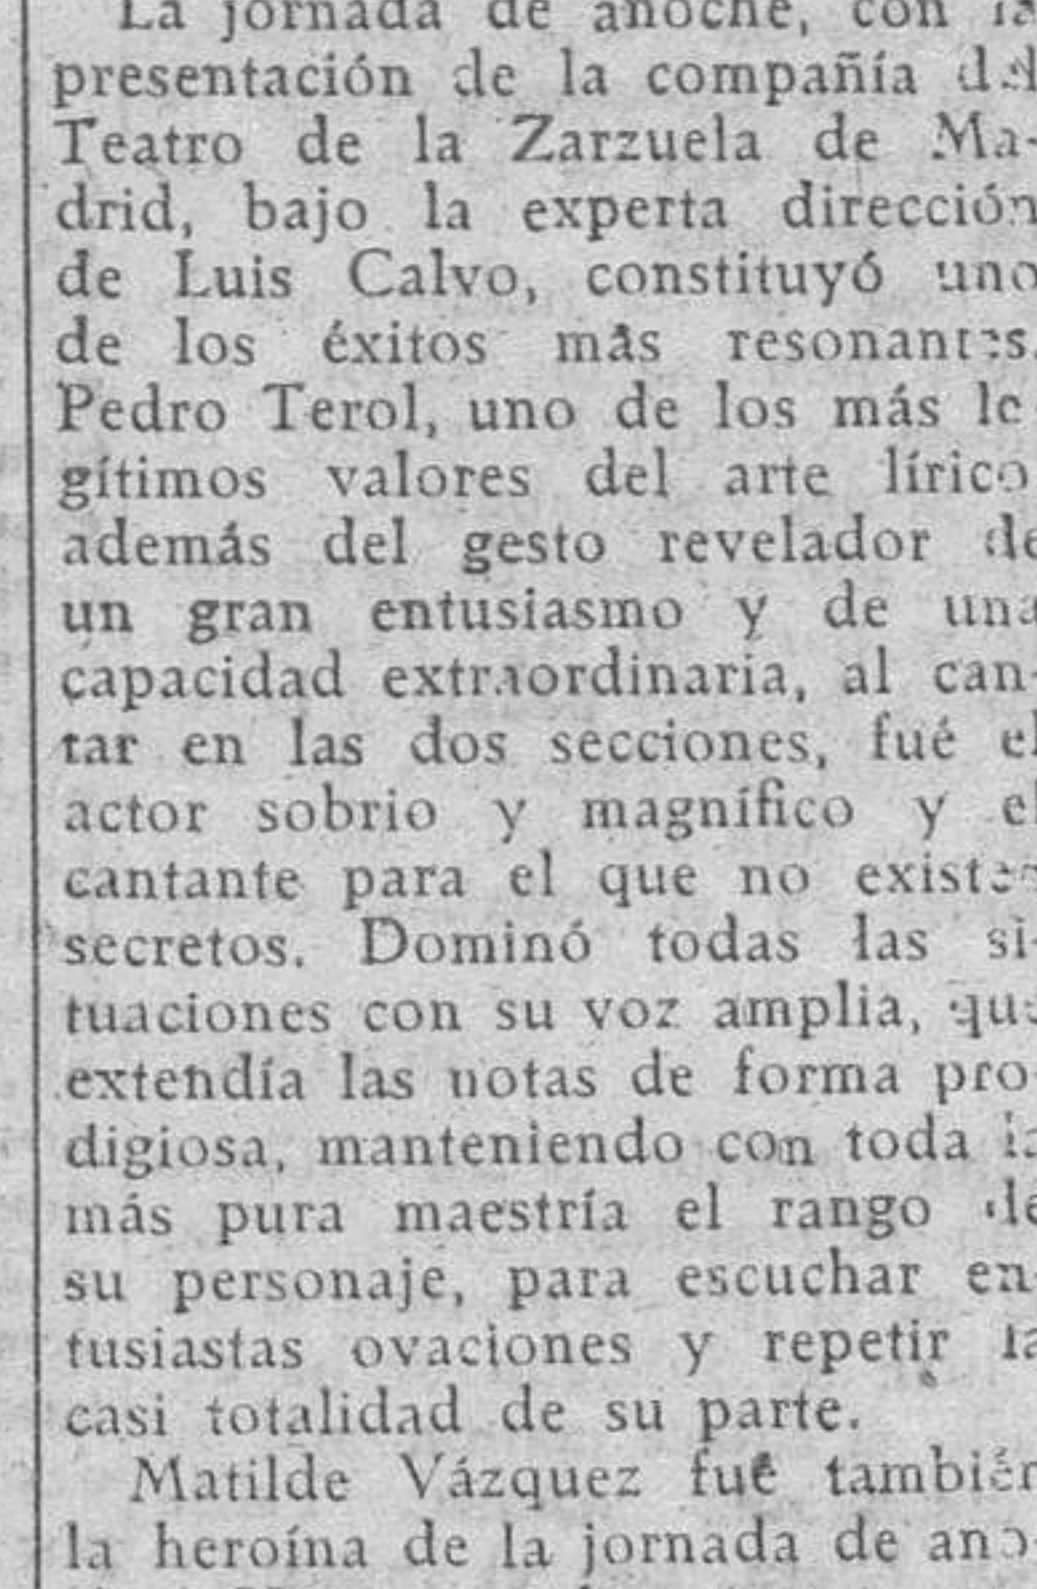 La jornada de anoche, con la
presentación de la compañía del
Teatro de la Zarzuela de Ma-
drid, bajo la experta dirección
de Luis Calvo, constituyó uno
de los éxitos más resonantes.
Pedro Terol, uno de los más le
gítimos valores del arte lírico
además del gesto revelador de
un gran entusiasmo y de una
capacidad extraordinaria, al can-
tar en las dos secciones, fué el
actor sobrio y magnífico y el
cantante para el que no existen
secretos. Dominó todas las si-
tuaciones con su voz amplia, que
extendía las notas de forma pro-
digiosa, manteniendo con toda la
más pura maestría el rango de
su personaje, para escuchar en-
tusiastas ovaciones y repetir la
casi totalidad de su parte.
Matilde Vázquez fué también
la heroína de la jornada de ano-